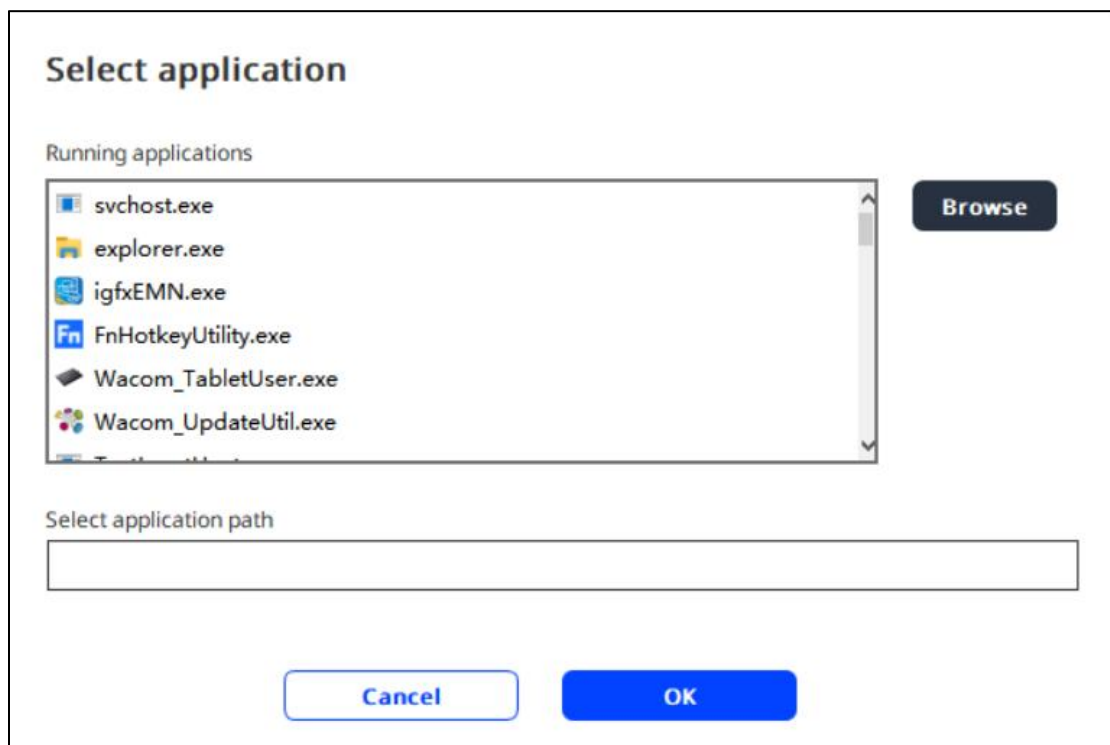 Select application
Running applications
svchost.exe
Browse
explorer.exe
igfxEMN.exe
Fn FnHotkeyUtility.exe
Wacom_TabletUser.exe
Wacom_UpdateUtil.exe
Select application path
Cancel
OK